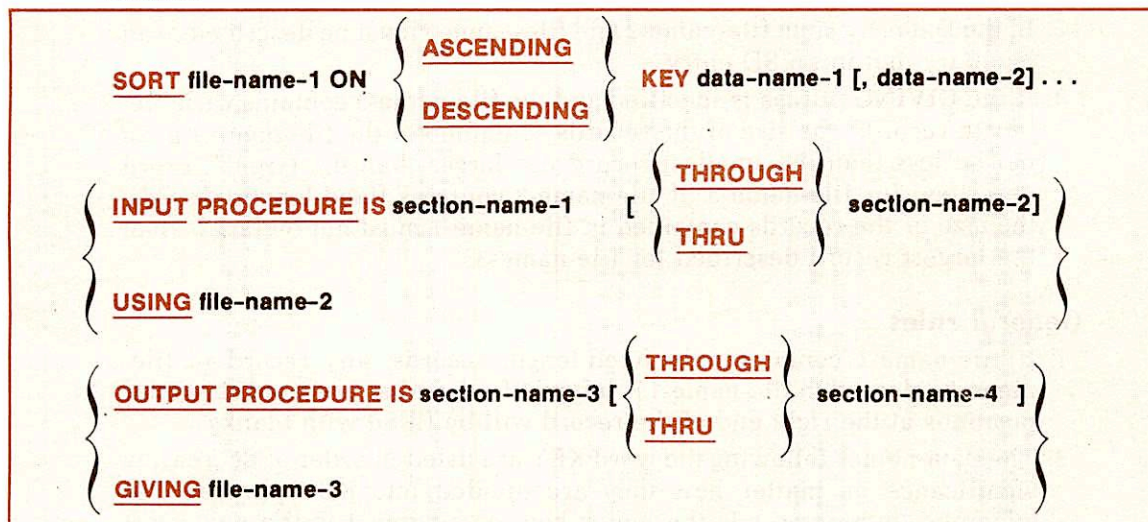 ASCENDING
SORT file-name-1 ON KEY data-name-1 [, data-name-2] . . .
DESCENDING
THROUGH
INPUT PROCEDURE IS section-name-1 [ section-name-2]
THRU
USING file-name-2
THROUGH
OUTPUT PROCEDURE IS section-name-3 [ section-name-4 ]
THRU
GIVING file-name-3